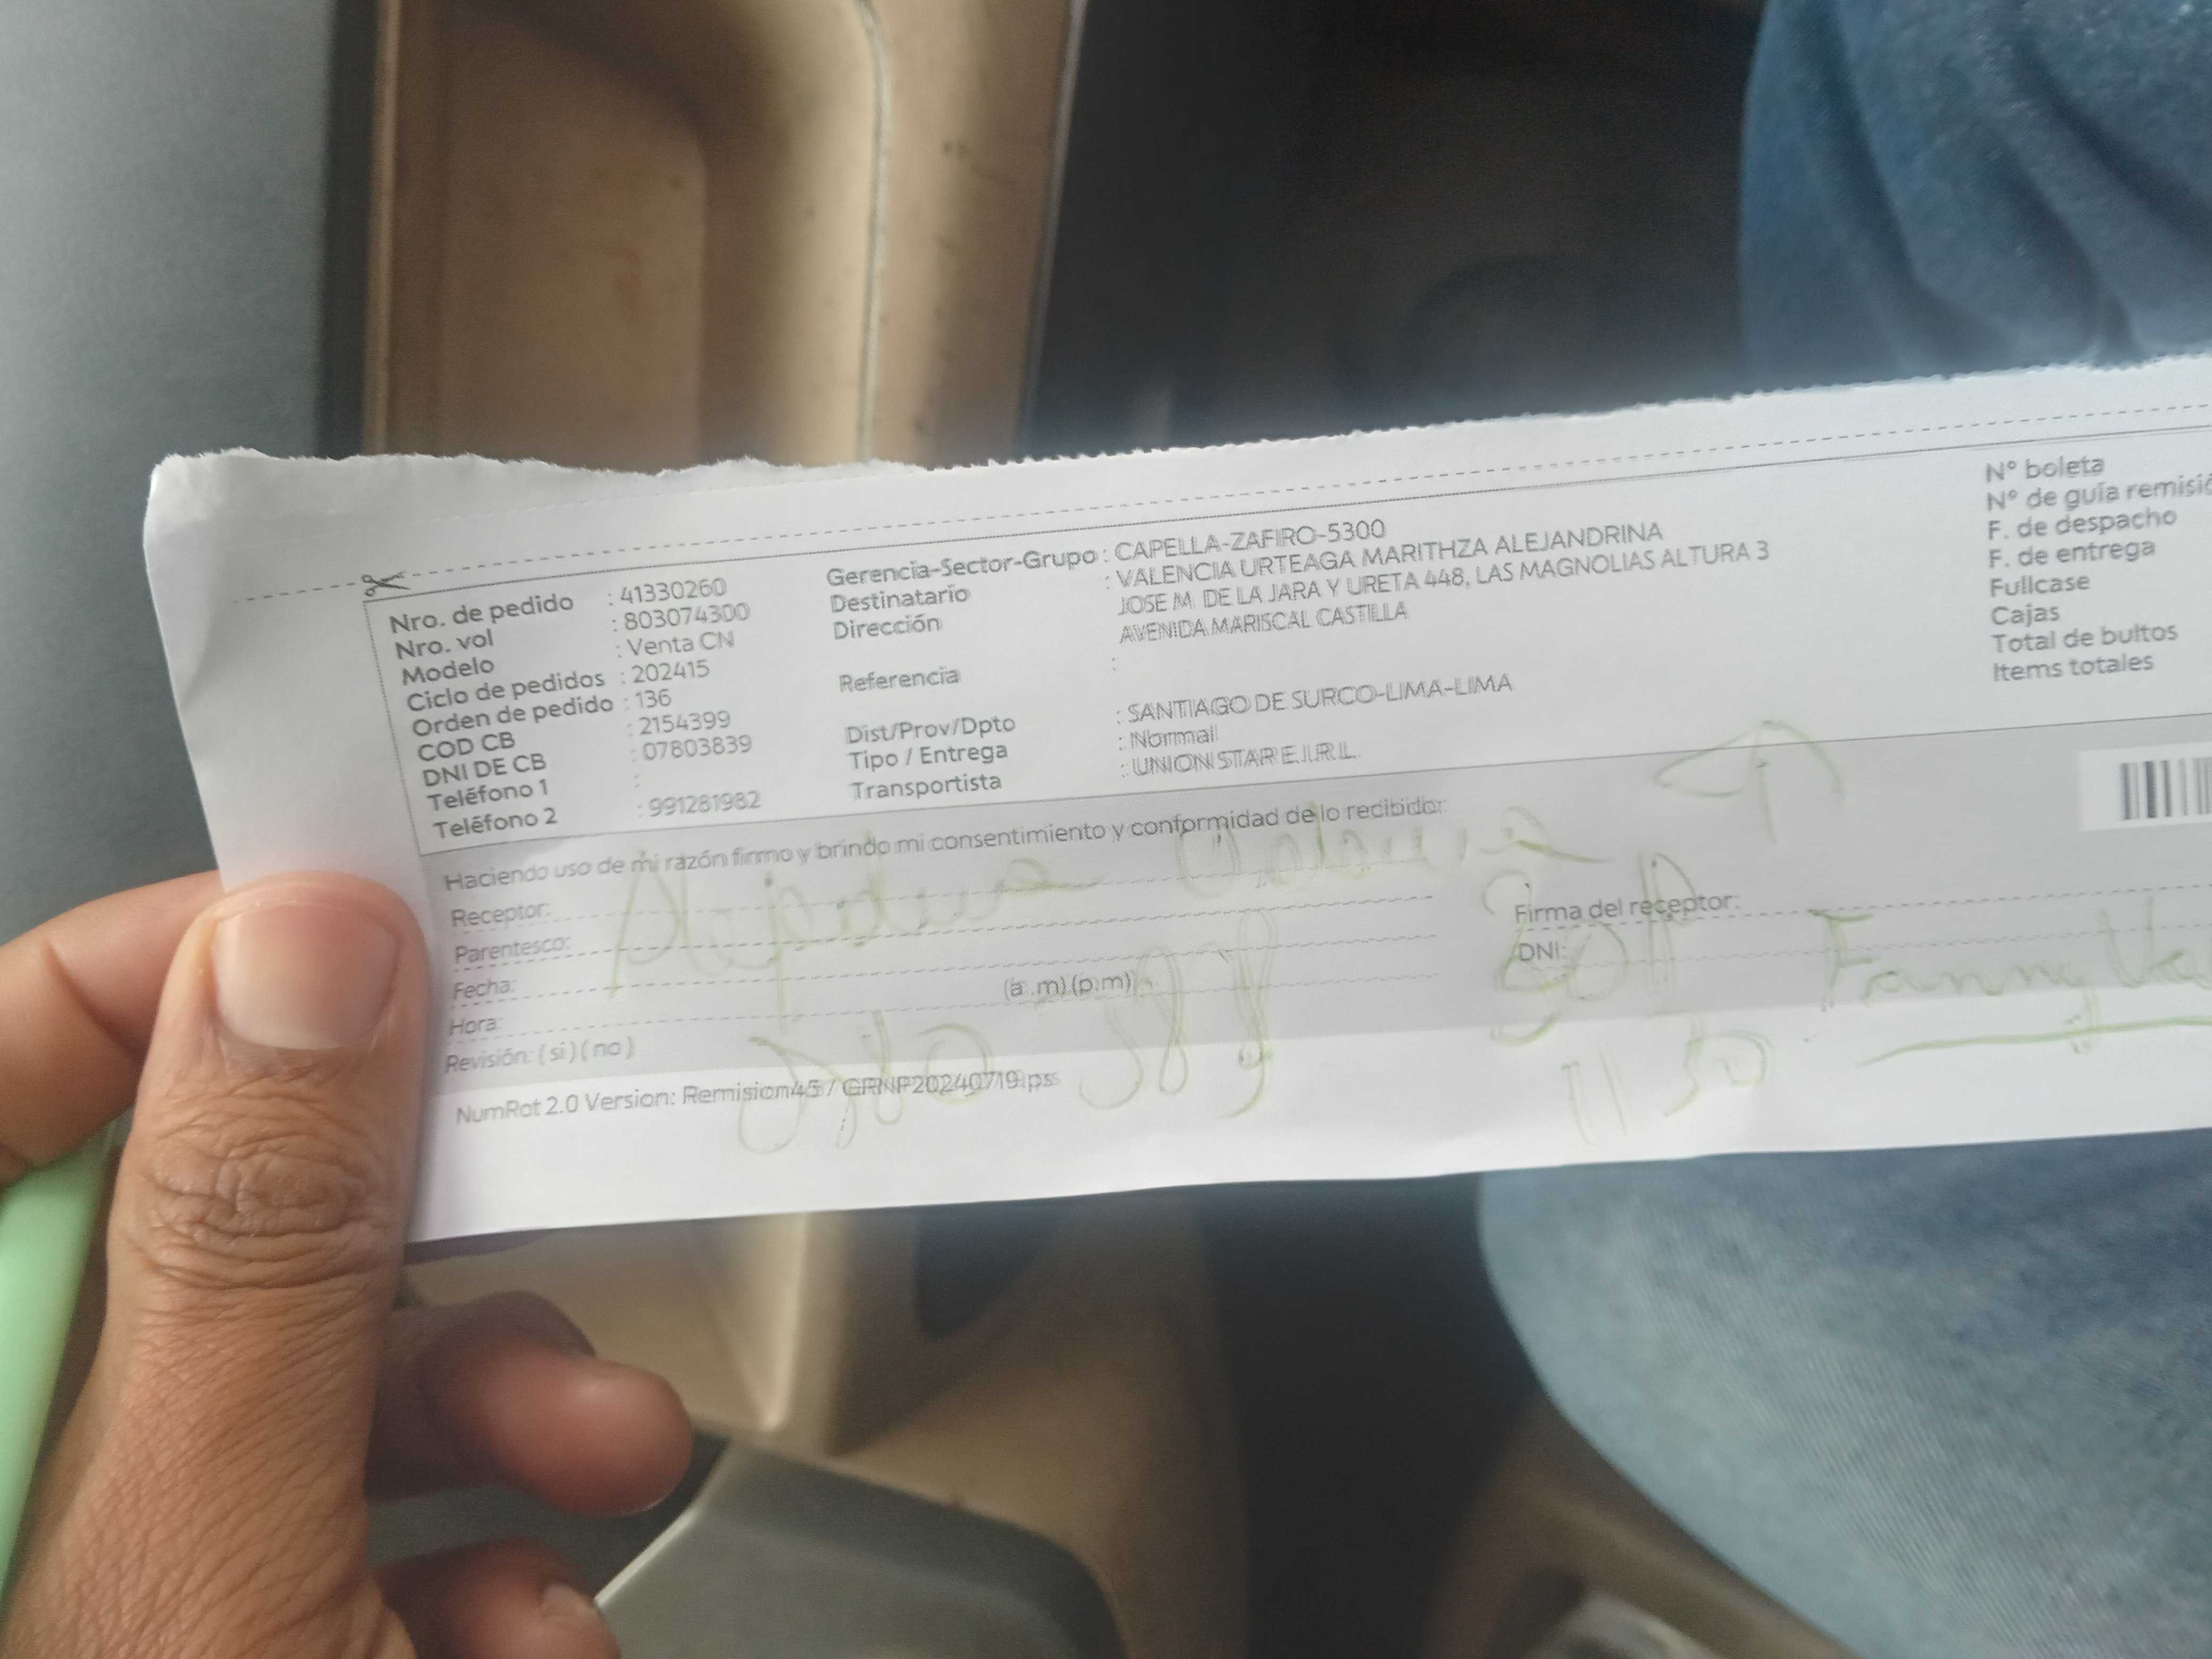 Nro. de pedido : 41330260
Nro. vol : 803074300
Modelo : Venta CN
Ciclo de pedidos : 202415
Orden de pedido : 136
COD CB : 2154399
DNI DE CB : 07803839
Teléfono 1 :
Teléfono 2 : 991281982
Gerencia-Sector-Grupo : CAPELLA-ZAFIRO-5300
Destinatario : VALENCIA URTEAGA MARITHZA ALEJANDRINA
Dirección JOSE M. DE LA JARA Y URETA 448, LAS MAGNOLIAS ALTURA 3
AVENIDA MARISCAL CASTILLA
Referencia :
Dist/Prov/Dpto : SANTIAGO DE SURCO-LIMA-LIMA
Tipo / Entrega : Normal
Transportista : UNION STAR E.I.R.L.
Nº boleta
Nº de guía remisió
F. de despacho
F. de entrega
Fullcase
Cajas
Total de bultos
Items totales
Haciendo uso de mi razón firmo y brindo mi consentimiento y conformidad de lo recibido:
Receptor:
Parentesco:
Fecha:
Hora: (a .m) (p.m)
Revisión: ( si ) ( no )
Firma del receptor:
DNI:
Fanny
11 50
NumRot 2.0 Version: Remision45 / GRNP20240719.ps